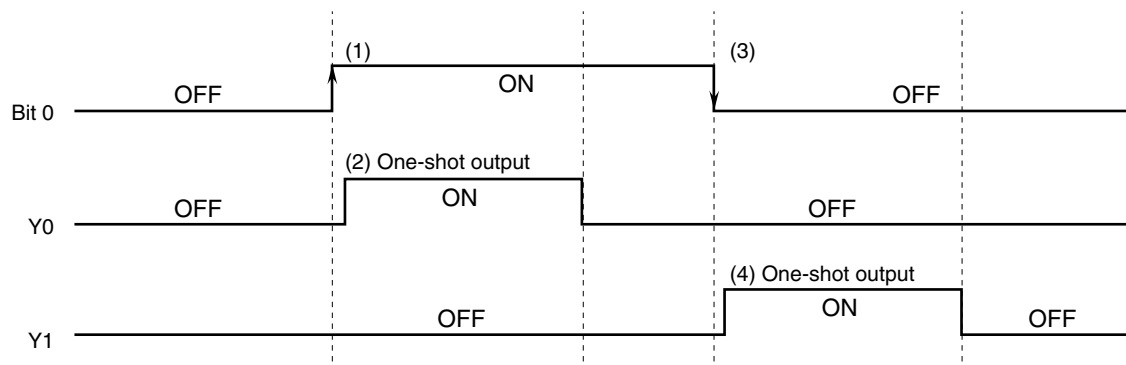 (1)
(3)
Bit 0 OFF ON OFF
(2) One-shot output
Y0 OFF ON OFF
(4) One-shot output
Y1 OFF ON OFF